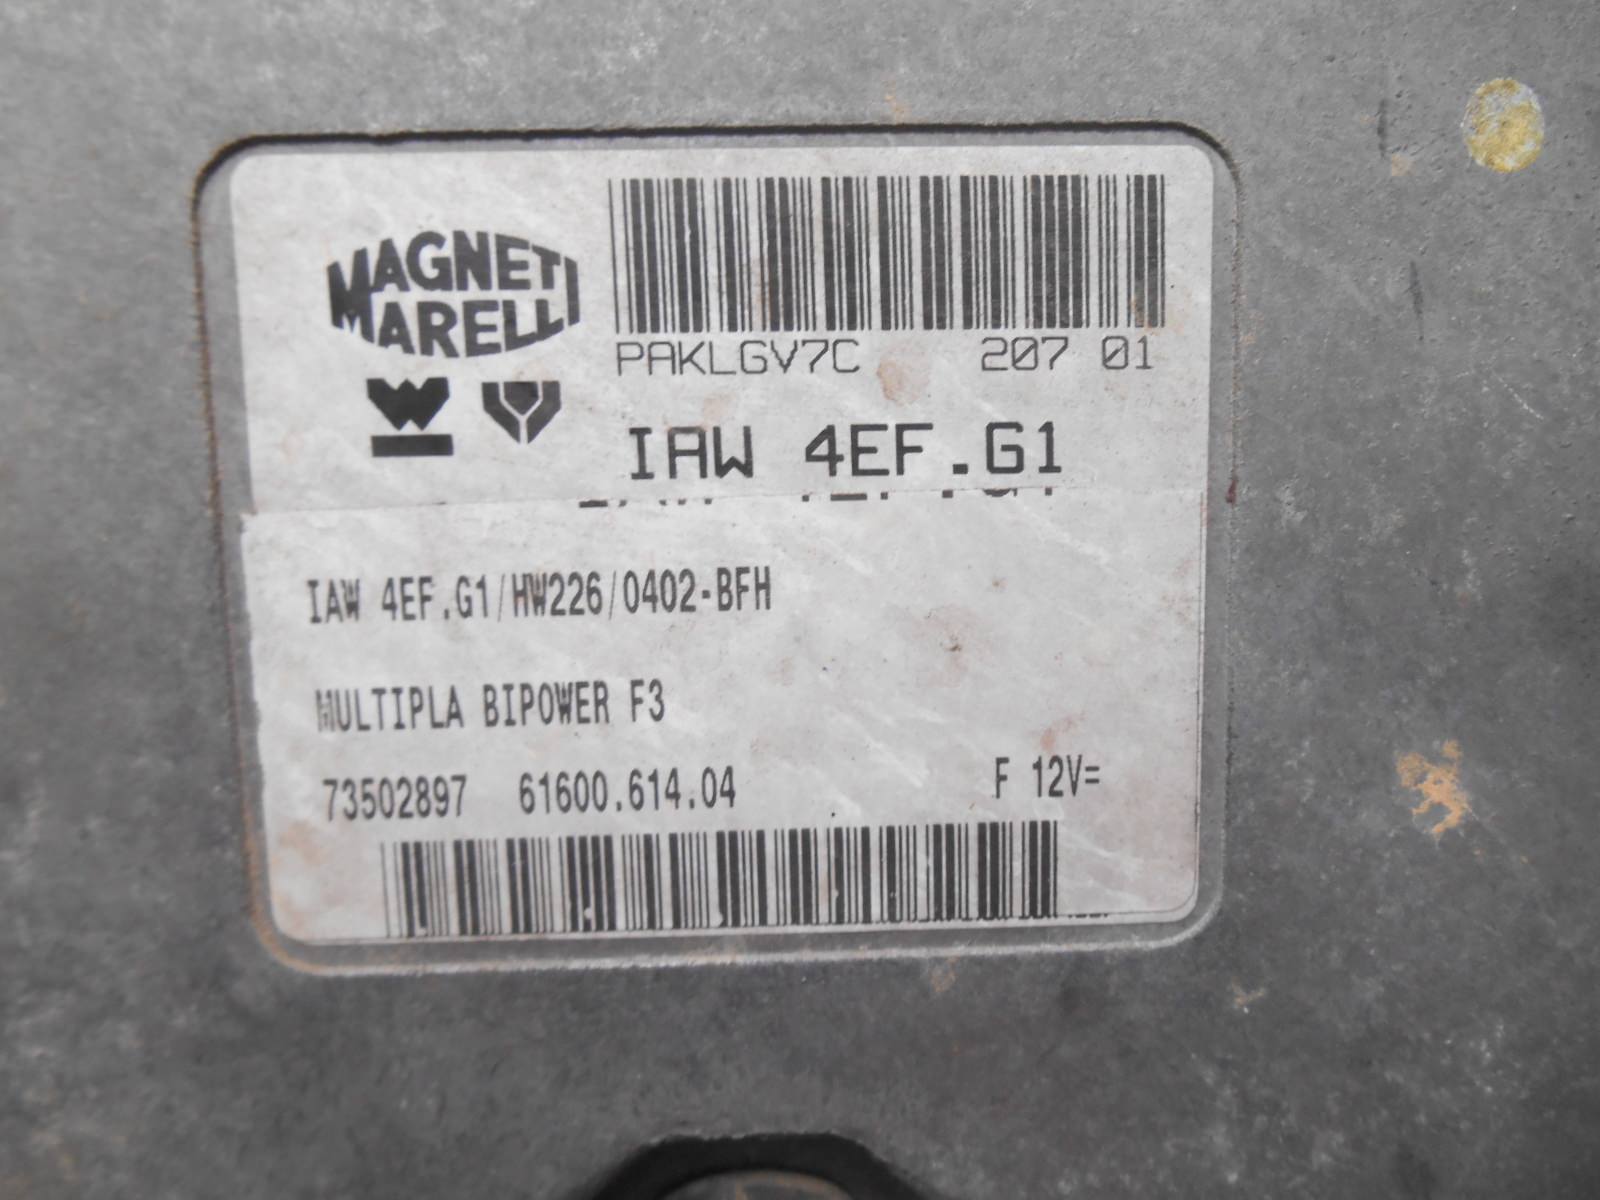 MAGNETI
MARELLI
PAKLGV7C 207 01
IAW 4EF.G1
IAW 4EF.G1/HW226/0402-BFH
MULTIPLA BIPOWER F3
73502897 61600.614.04 F 12V=